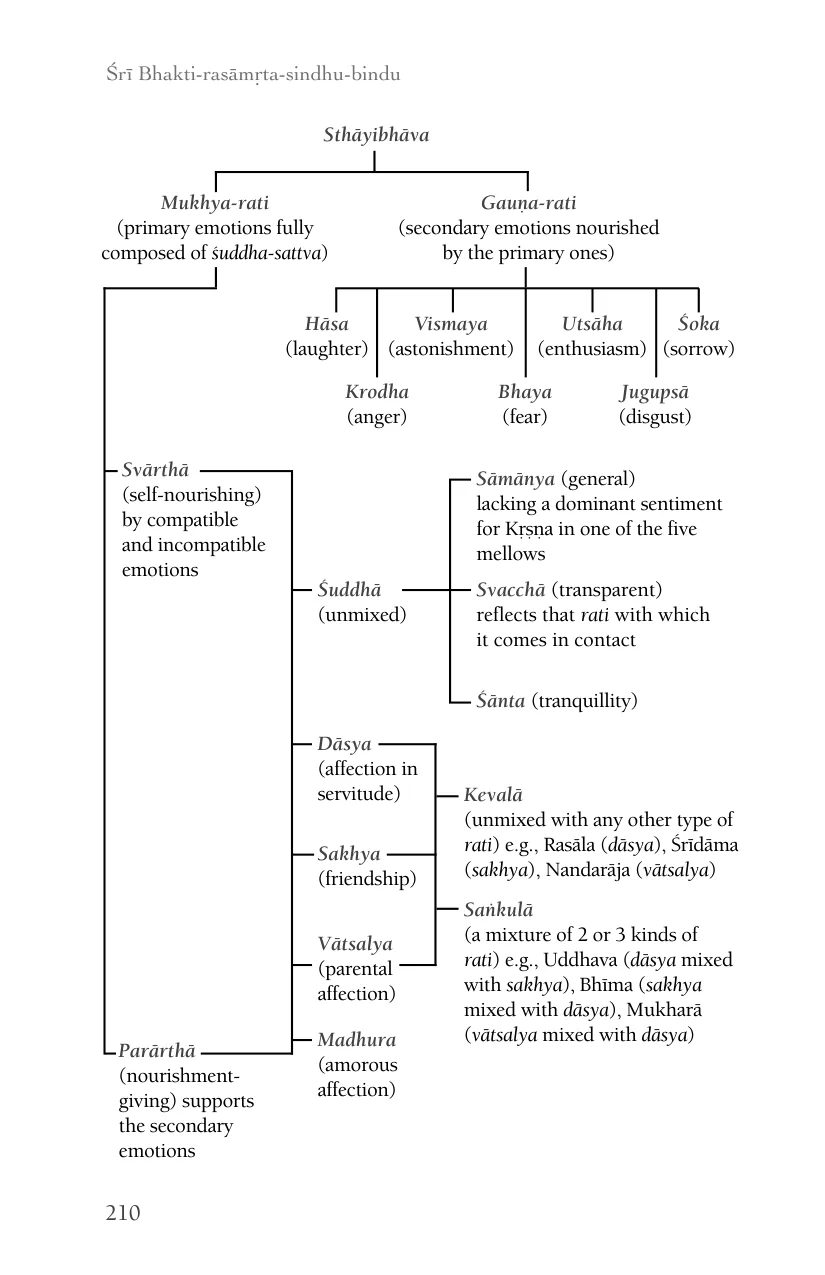 Śrī Bhakti-rasāmṛta-sindhu-bindu
Sthāyibhāva
Mukhya-rati
(primary emotions fully
composed of śuddha-sattva)
Gauṇa-rati
(secondary emotions nourished
by the primary ones)
Hāsa
(laughter)
Vismaya
(astonishment)
Utsāha
(enthusiasm)
Śoka
(sorrow)
Krodha
(anger)
Bhaya
(fear)
Jugupsā
(disgust)
Svārthā
(self-nourishing)
by compatible
and incompatible
emotions
Śuddhā
(unmixed)
Sāmānya (general)
lacking a dominant sentiment
for Kṛṣṇa in one of the five
mellows
Svacchā (transparent)
reflects that rati with which
it comes in contact
Śānta (tranquillity)
Dāsya
(affection in
servitude)
Sakhya
(friendship)
Vātsalya
(parental
affection)
Madhura
(amorous
affection)
Kevalā
(unmixed with any other type of
rati) e.g., Rasāla (dāsya), Śrīdāma
(sakhya), Nandarāja (vātsalya)
Saṅkulā
(a mixture of 2 or 3 kinds of
rati) e.g., Uddhava (dāsya mixed
with sakhya), Bhīma (sakhya
mixed with dāsya), Mukharā
(vātsalya mixed with dāsya)
Parārthā
(nourishment-
giving) supports
the secondary
emotions
210